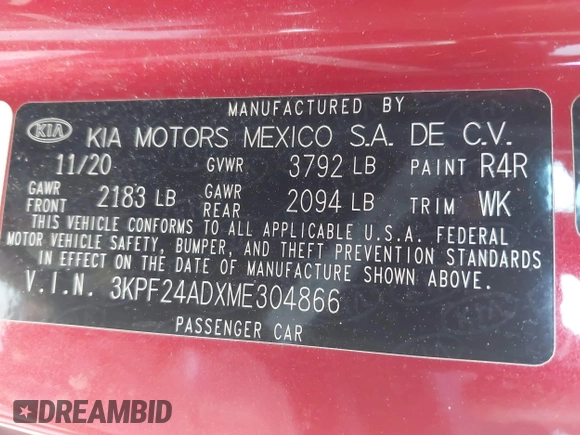 MANUFACTURED BY
KIA KIA MOTORS MEXICO S.A. DE C.V.
11/20 GVWR 3792 LB PAINT R4R
GAWR FRONT 2183 LB GAWR REAR 2094 LB TRIM WK
THIS VEHICLE CONFORMS TO ALL APPLICABLE U.S.A. FEDERAL
MOTOR VEHICLE SAFETY, BUMPER, AND THEFT PREVENTION STANDARDS
IN EFFECT ON THE DATE OF MANUFACTURE SHOWN ABOVE.
V.I.N. 3KPF24ADXME304866
PASSENGER CAR
DREAMBID